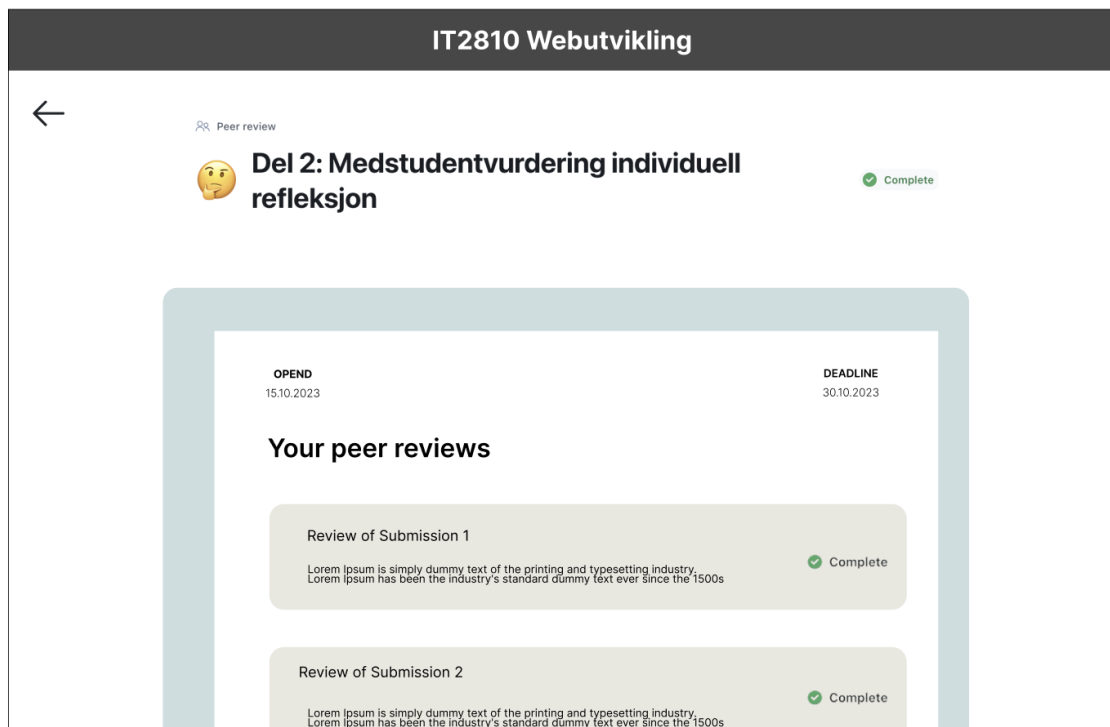 IT2810 Webutvikling
Peer review
Del 2: Medstudentvurdering individuell
refleksjon
Complete
OPEND
DEADLINE
15.10.2023
30.10.2023
Your peer reviews
Review of Submission 1
Lorem Ipsum is simply dummy text of the printing and typesetting industry.
Lorem Ipsum has been the industry's standard dummy text ever since the 1500s
Complete
Review of Submission 2
Lorem Ipsum is simply dummy text of the printing and typesetting industry.
Lorem Ipsum has been the industry's standard dummy text ever since the 1500s
Complete